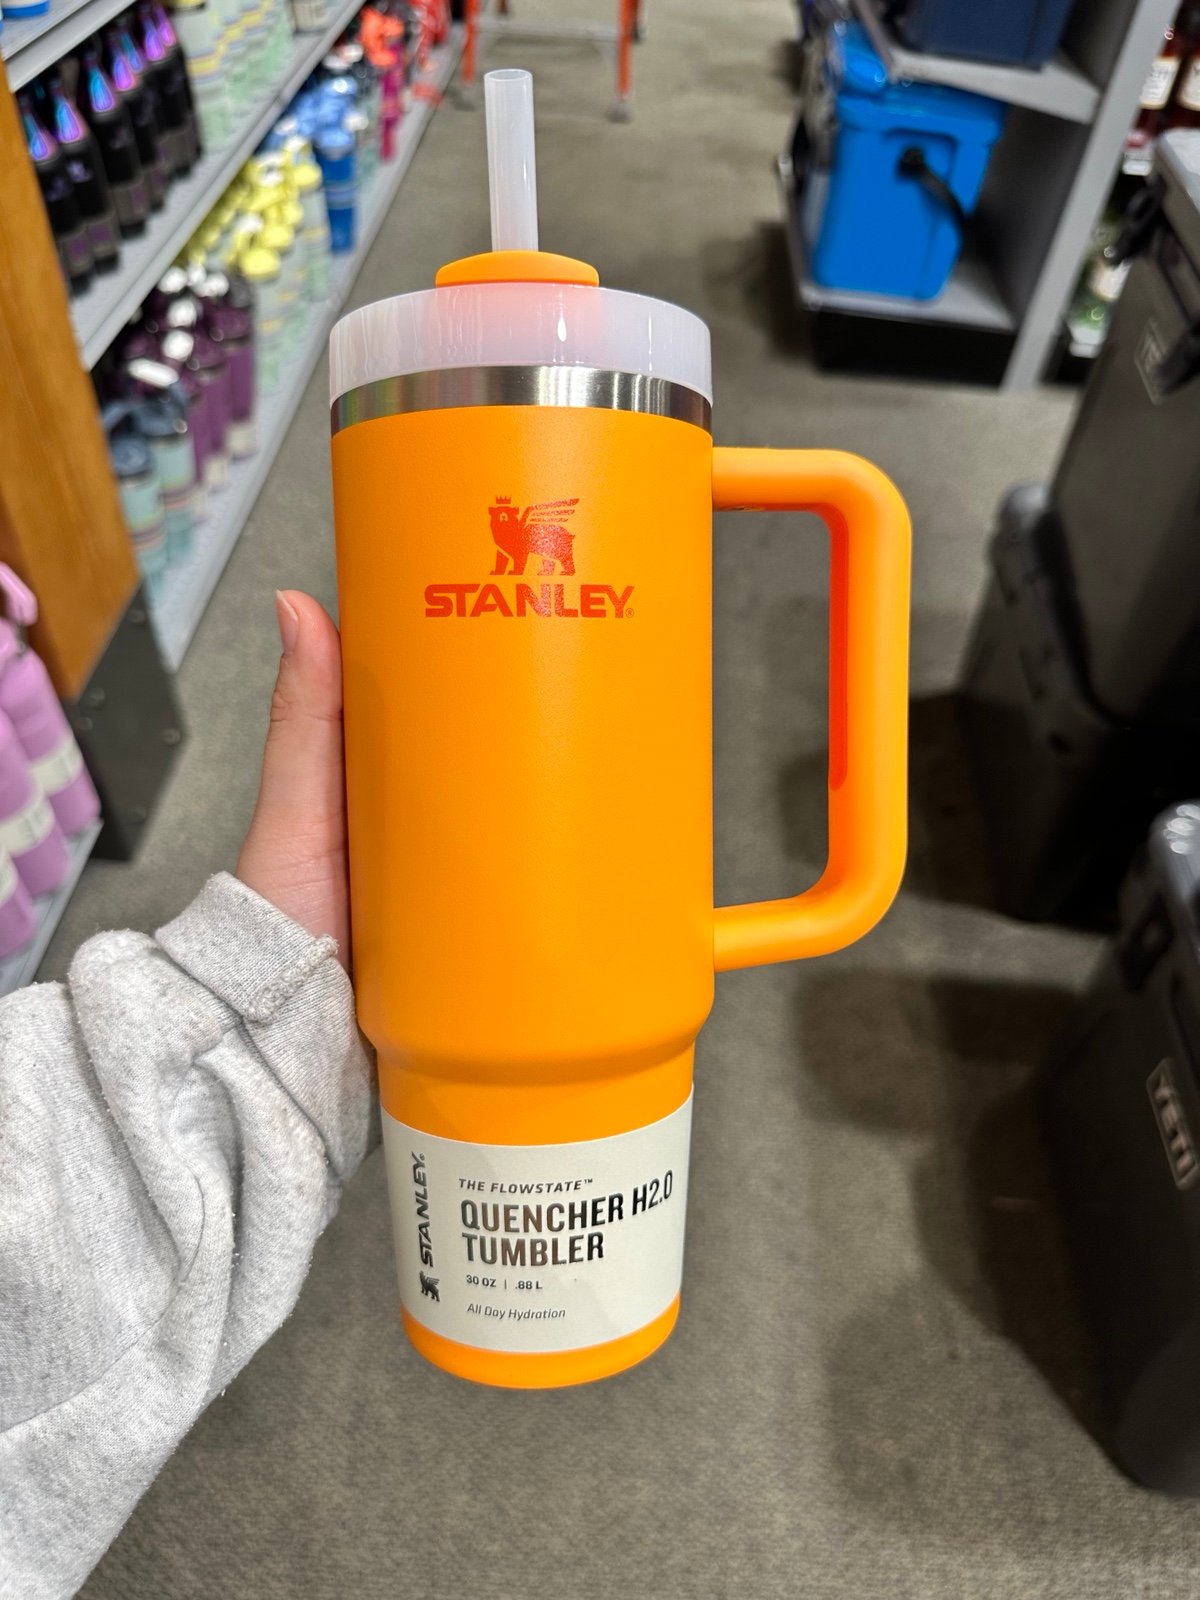 STANLEY®
STANLEY®
THE FLOWSTATE™
QUENCHER H2.0
TUMBLER
30 OZ | .88 L
All Day Hydration
YETI